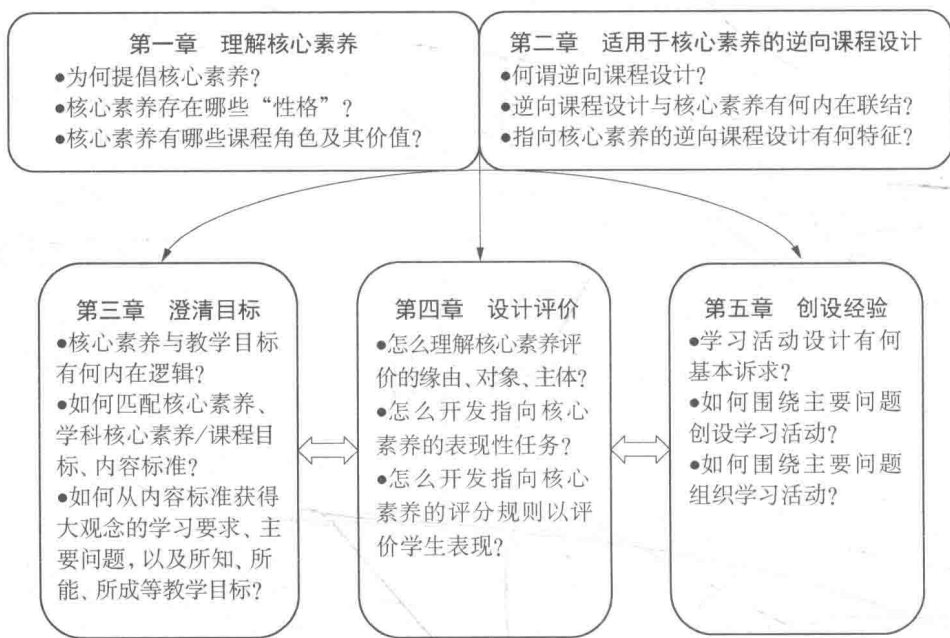 第一章 理解核心素养
●为何提倡核心素养?
●核心素养存在哪些“性格”?
●核心素养有哪些课程角色及其价值?
第二章 适用于核心素养的逆向课程设计
●何谓逆向课程设计?
●逆向课程设计与核心素养有何内在联结?
●指向核心素养的逆向课程设计有何特征?
第三章 澄清目标
●核心素养与教学目标
有何内在逻辑?
●如何匹配核心素养、
学科核心素养/课程目
标、内容标准?
●如何从内容标准获得
大观念的学习要求、主
要问题,以及所知、所
能、所成等教学目标?
第四章 设计评价
●怎么理解核心素养评
价的缘由、对象、主体?
●怎么开发指向核心
素养的表现性任务?
●怎么开发指向核心
素养的评分规则以评
价学生表现?
第五章 创设经验
●学习活动设计有何
基本诉求?
●如何围绕主要问题
创设学习活动?
●如何围绕主要问题
组织学习活动?